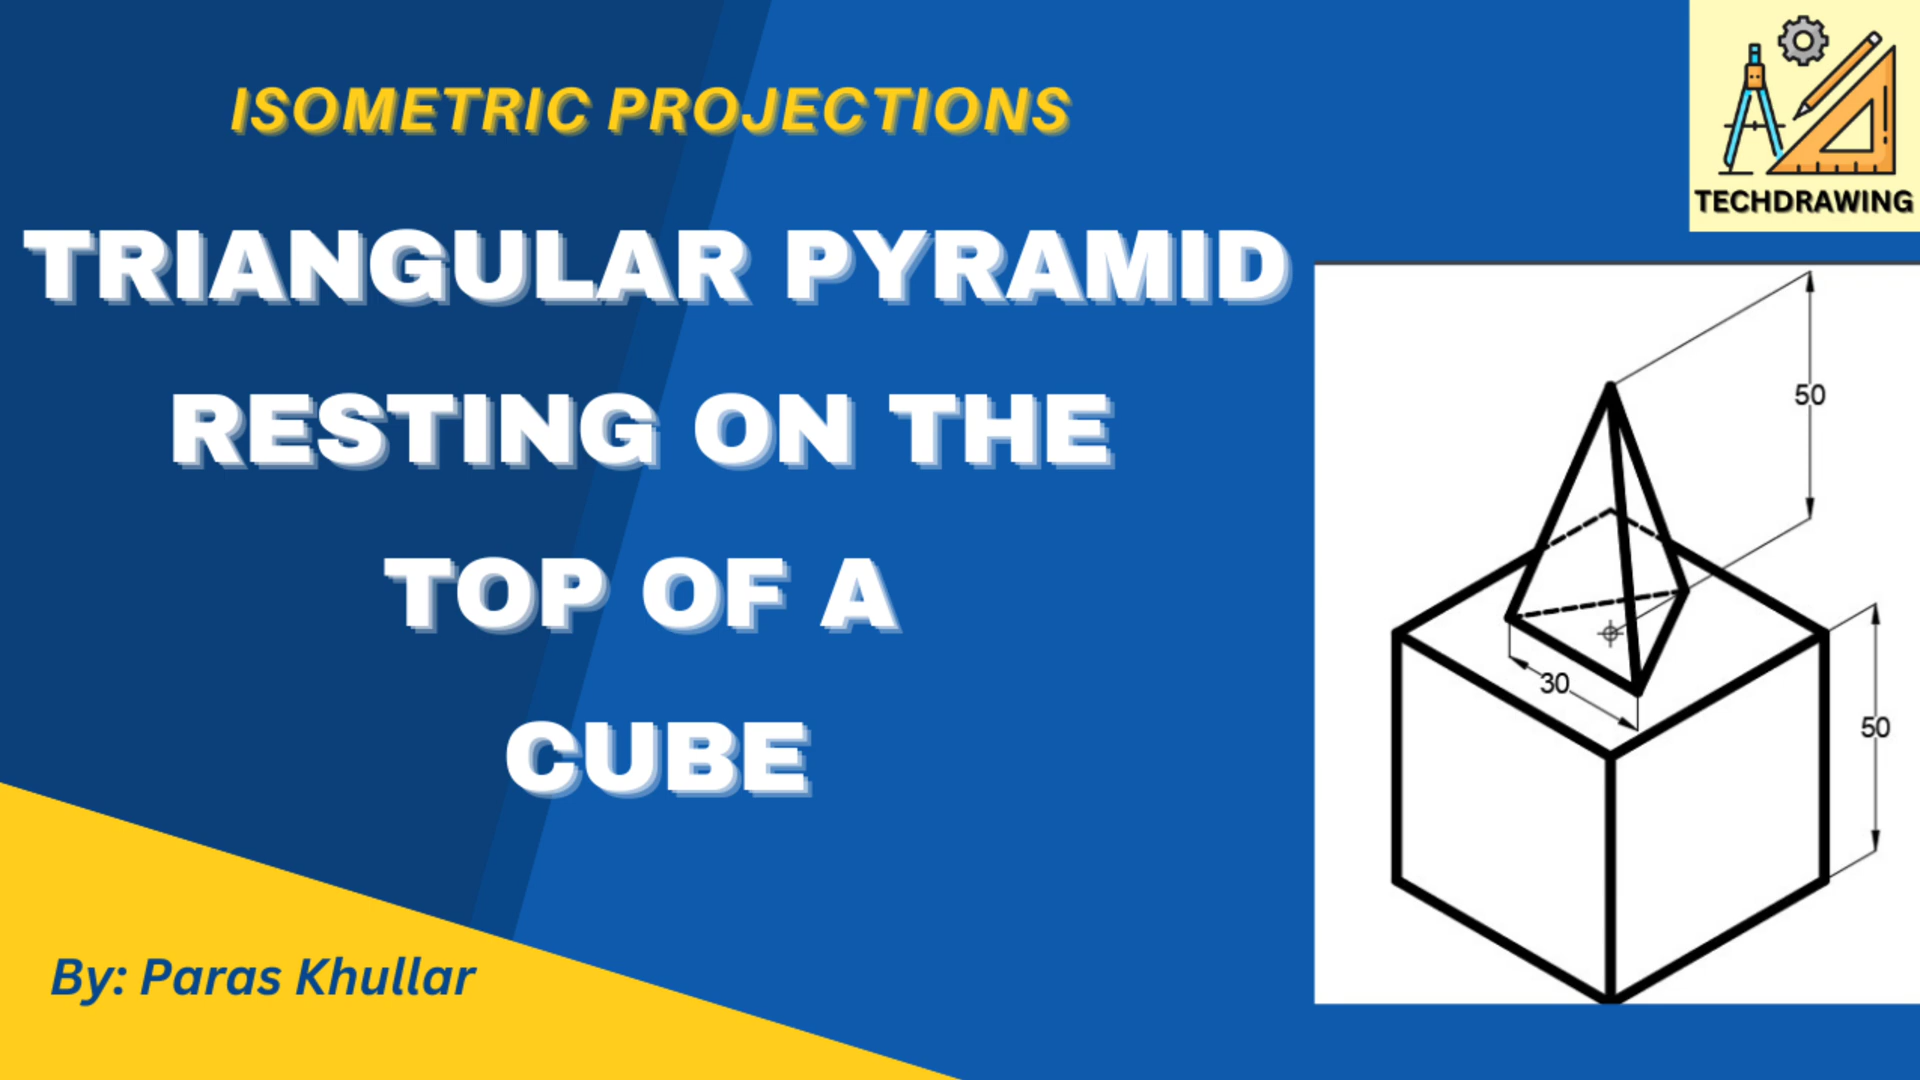 ISOMETRIC PROJECTIONS
TECHDRAWING
TRIANGULAR PYRAMID
RESTING ON THE
TOP OF A
CUBE
50
30
50
By: Paras Khullar